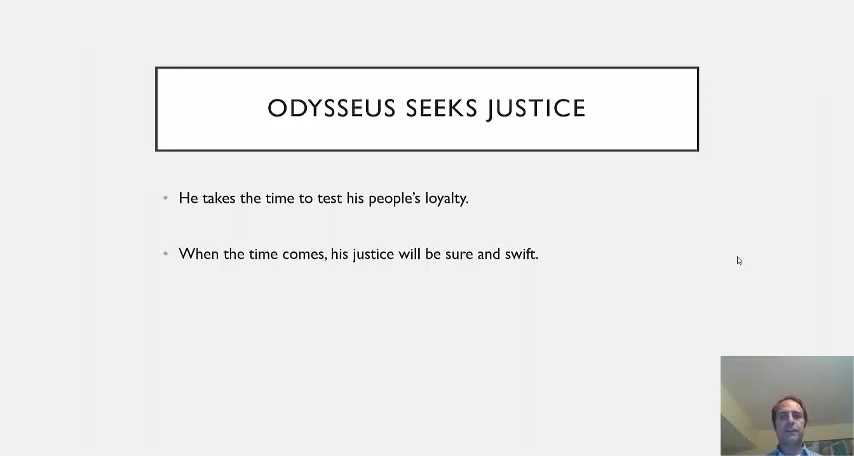 ODYSSEUS SEEKS JUSTICE
He takes the time to test his people’s loyalty.
When the time comes, his justice will be sure and swift.